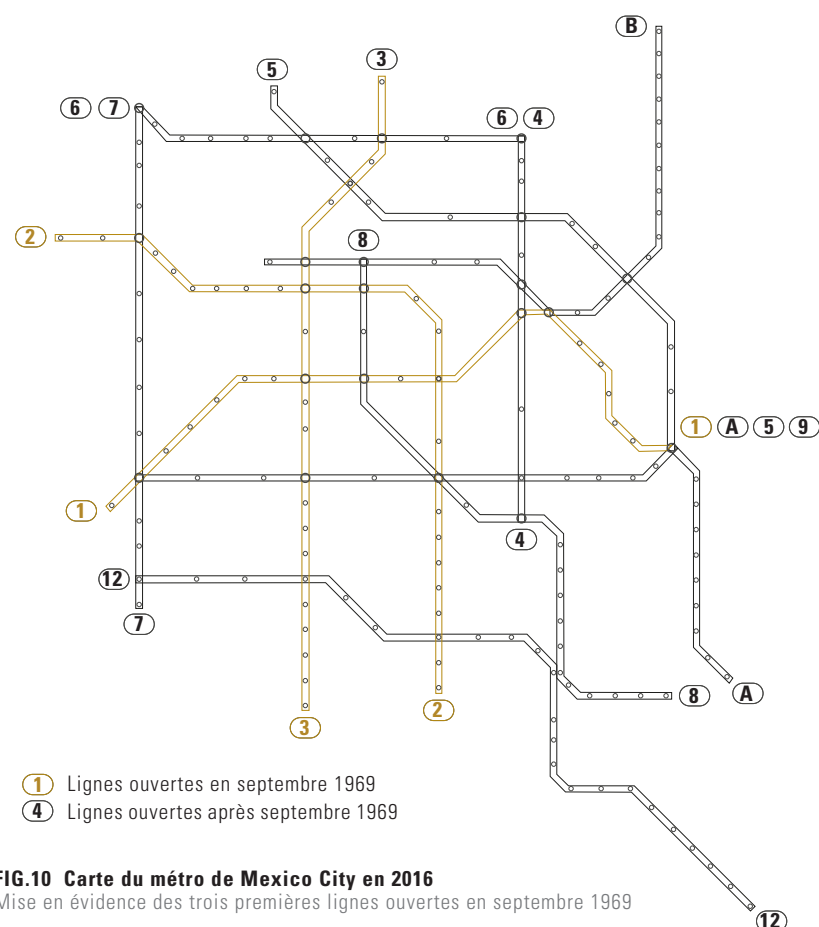 B
3
5
6 7
6 4
2
8
1 A 5 9
1
4
12
7
8
A
2
3
1 Lignes ouvertes en septembre 1969
4 Lignes ouvertes après septembre 1969
FIG.10 Carte du métro de Mexico City en 2016
Mise en évidence des trois premières lignes ouvertes en septembre 1969
12